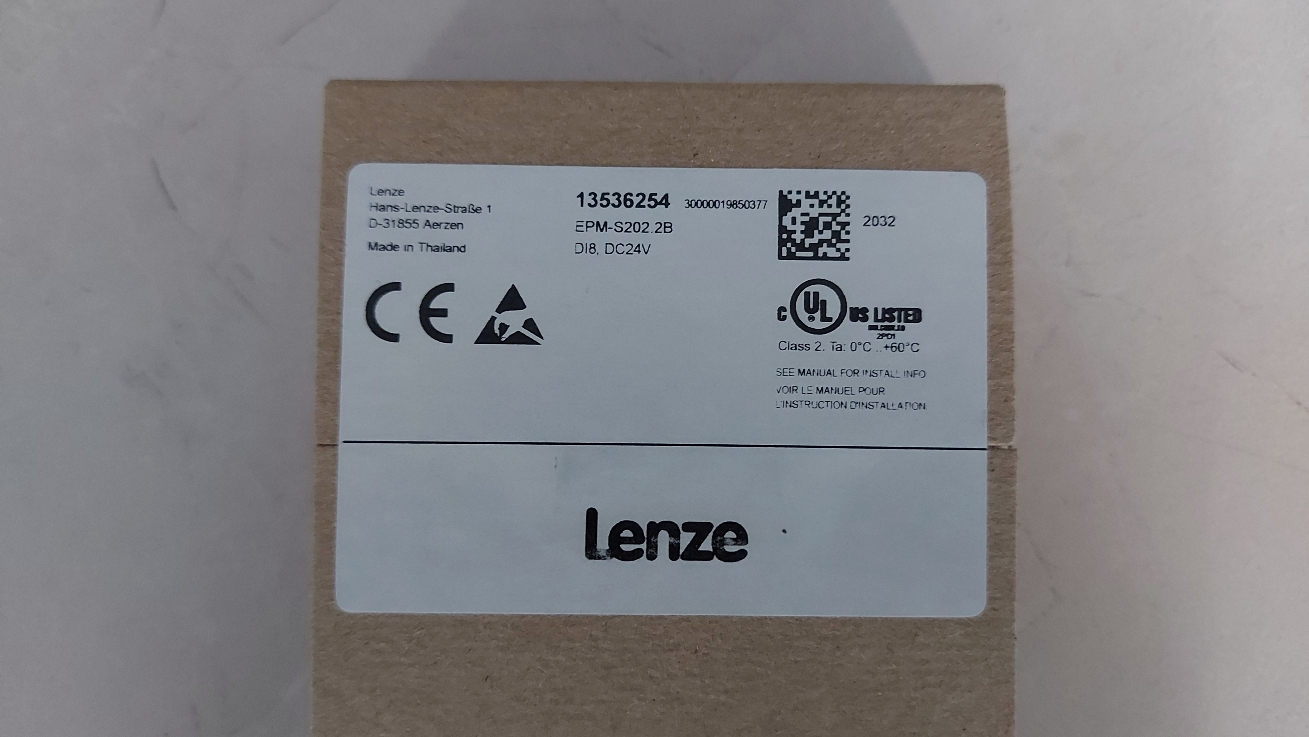 Lenze
Hans-Lenze-Straße 1
D-31855 Aerzen
Made in Thailand
13536254 30000019850377
EPM-S202.2B
DI8, DC24V
2032
CE
C UL US LISTED
2PD1
Class 2. Ta: 0°C ..+60°C
SEE MANUAL FOR INSTALL INFO
VOIR LE MANUEL POUR
L'INSTRUCTION D'INSTALLATION
Lenze